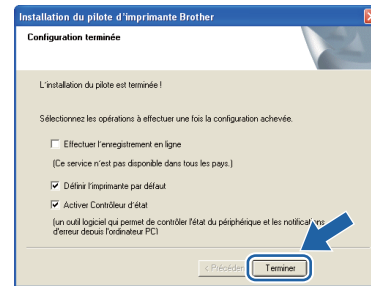 Installation du pilote d'imprimante Brother
Configuration terminée
L'installation du pilote est terminée !
Sélectionnez les opérations à effectuer une fois la configuration achevée.
Effectuer l'enregistrement en ligne
(Ce service n'est pas disponible dans tous les pays.)
Définir l'imprimante par défaut
Activer Contrôleur d'état
(un outil logiciel qui permet de contrôler l'état du périphérique et les notifications
d'erreur depuis l'ordinateur PC)
< Précéden
Terminer